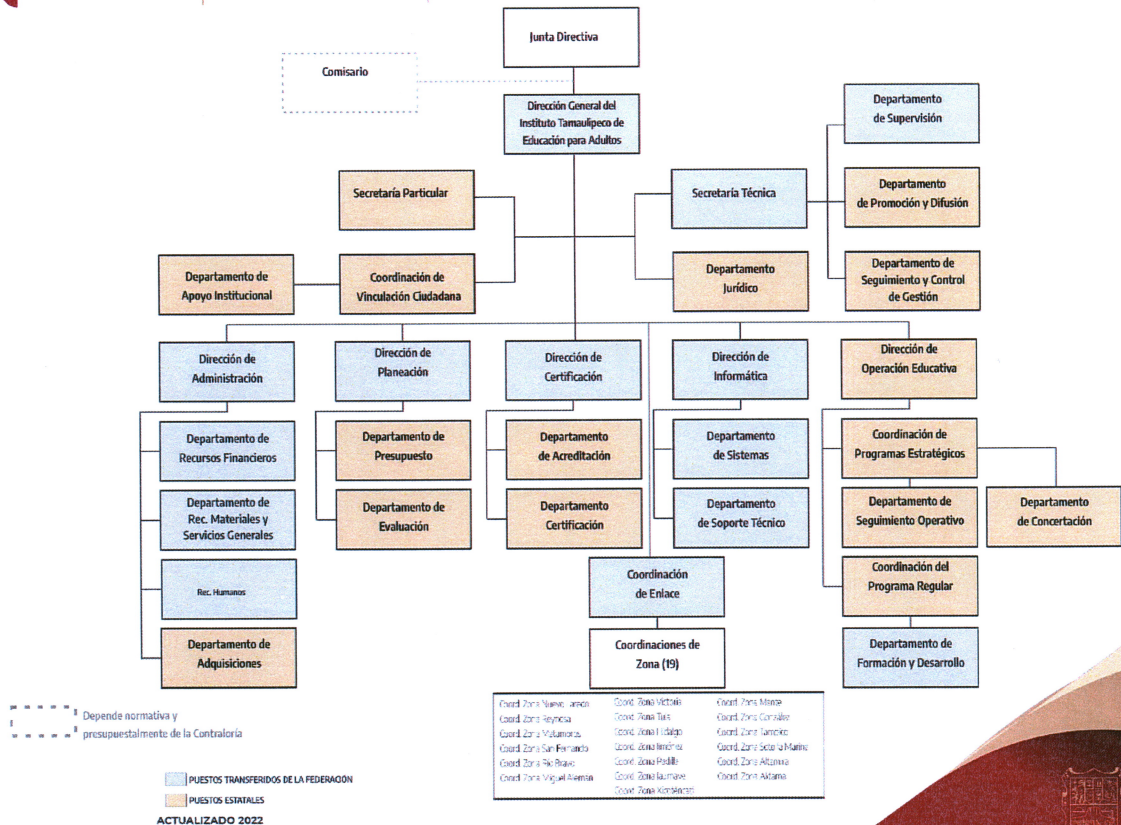 Junta Directiva
Comisario
Dirección General del
Instituto Tamaulipeco de
Educación para Adultos
Departamento
de Supervisión
Secretaría Particular
Secretaría Técnica
Departamento
de Promoción y Difusión
Departamento de
Apoyo Institucional
Coordinación de
Vinculación Ciudadana
Departamento
Jurídico
Departamento de
Seguimiento y Control
de Gestión
Dirección de
Administración
Dirección de
Planeación
Dirección de
Certificación
Dirección de
Informática
Dirección de
Operación Educativa
Departamento de
Recursos Financieros
Departamento de
Presupuesto
Departamento
de Acreditación
Departamento
de Sistemas
Coordinación de
Programas Estratégicos
Departamento de
Rec. Materiales y
Servicios Generales
Departamento de
Evaluación
Departamento
Certificación
Departamento
de Soporte Técnico
Departamento de
Seguimiento Operativo
Departamento
de Concertación
Rec. Humanos
Coordinación
de Enlace
Coordinación del
Programa Regular
Departamento de
Adquisiciones
Coordinaciones de
Zona (19)
Departamento de
Formación y Desarrollo
Coord. Zona Nuevo Laredo
Coord. Zona Reynosa
Coord. Zona Matamoros
Coord. Zona San Fernando
Coord. Zona Río Bravo
Coord. Zona Miguel Aleman
Coord. Zona Victoria
Coord. Zona Tula
Coord. Zona Hidalgo
Coord. Zona Jiménez
Coord. Zona Padilla
Coord. Zona Jaumave
Coord. Zona Xicoténcatl
Coord. Zona Mante
Coord. Zona González
Coord. Zona Tampico
Coord. Zona Soto la Marina
Coord. Zona Altamira
Coord. Zona Aldama
Depende normativa y
presupuestalmente de la Contraloría
PUESTOS TRANSFERIDOS DE LA FEDERACIÓN
PUESTOS ESTATALES
ACTUALIZADO 2022